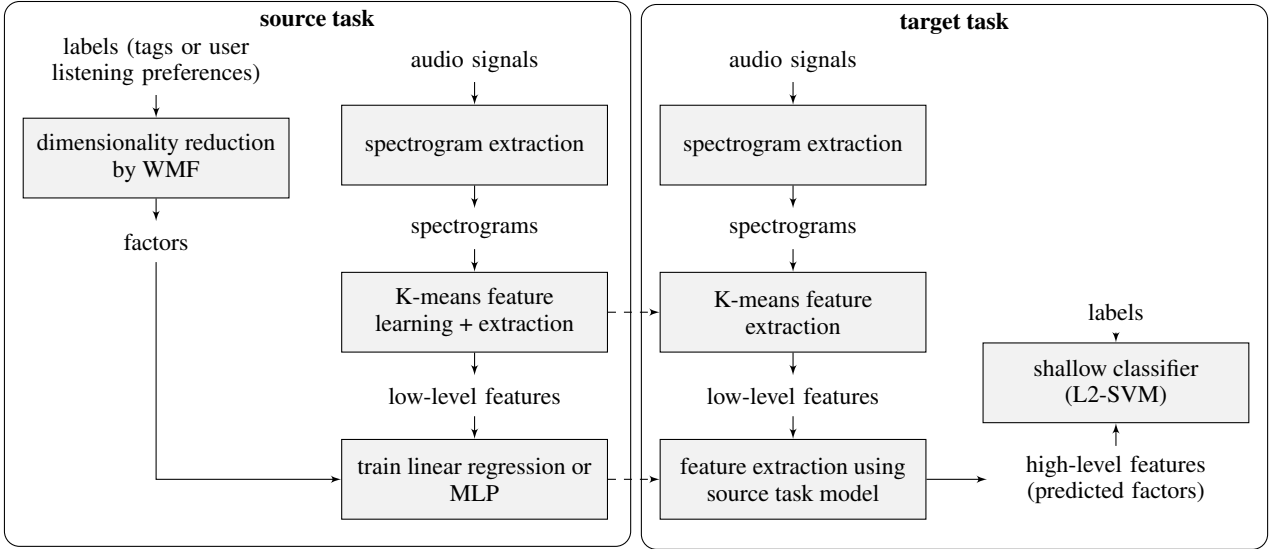 source task
labels (tags or user
listening preferences)
dimensionality reduction
by WMF
factors
audio signals
spectrogram extraction
spectrograms
K-means feature
learning + extraction
low-level features
train linear regression or
MLP
target task
audio signals
spectrogram extraction
spectrograms
K-means feature
extraction
low-level features
feature extraction using
source task model
labels
shallow classifier
(L2-SVM)
high-level features
(predicted factors)